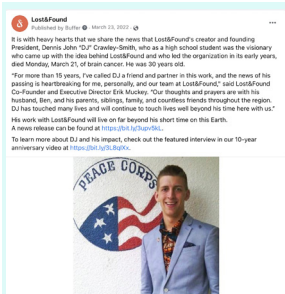 Lost&Found
Published by Buffer · March 23, 2022
It is with heavy hearts that we share the news that Lost&Found's creator and founding
President, Dennis John "DJ" Crawley-Smith, who as a high school student was the visionary
who came up with the idea behind Lost&Found and who led the organization in its early years,
died Monday, March 21, of brain cancer. He was 30 years old.
"For more than 15 years, I've called DJ a friend and partner in this work, and the news of his
passing is heartbreaking for me, personally, and our team at Lost&Found," said Lost&Found
Co-Founder and Executive Director Erik Muckey. "Our thoughts and prayers are with his
husband, Ben, and his parents, siblings, family, and countless friends throughout the region.
DJ has touched many lives and will continue to touch lives well beyond his time here with us."
His work with Lost&Found will live on far beyond his short time on this Earth.
A news release can be found at https://bit.ly/3upv5kL.
To learn more about DJ and his impact, check out the featured interview in our 10-year
anniversary video at
PEACE CORPS